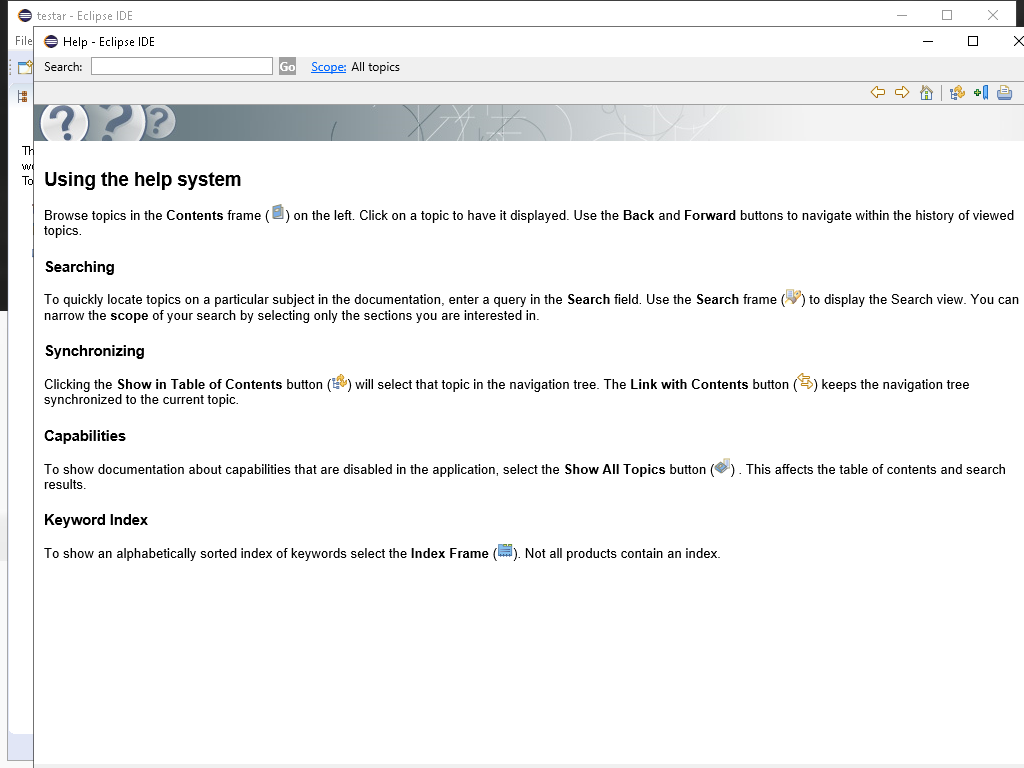 testar - Eclipse IDE
File
Help - Eclipse IDE
Search: Go Scope: All topics
Th
wo
To
Using the help system
Browse topics in the Contents frame ( ) on the left. Click on a topic to have it displayed. Use the Back and Forward buttons to navigate within the history of viewed
topics.
Searching
To quickly locate topics on a particular subject in the documentation, enter a query in the Search field. Use the Search frame ( ) to display the Search view. You can
narrow the scope of your search by selecting only the sections you are interested in.
Synchronizing
Clicking the Show in Table of Contents button ( ) will select that topic in the navigation tree. The Link with Contents button ( ) keeps the navigation tree
synchronized to the current topic.
Capabilities
To show documentation about capabilities that are disabled in the application, select the Show All Topics button ( ) . This affects the table of contents and search
results.
Keyword Index
To show an alphabetically sorted index of keywords select the Index Frame ( ). Not all products contain an index.